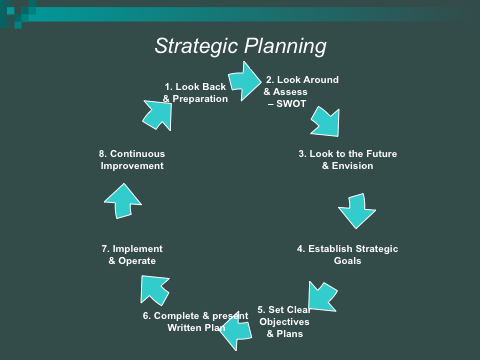 Strategic Planning
1. Look Back
& Preparation
2. Look Around
& Assess
– SWOT
3. Look to the Future
& Envision
4. Establish Strategic
Goals
5. Set Clear
Objectives
& Plans
6. Complete & present
Written Plan
7. Implement
& Operate
8. Continuous
Improvement